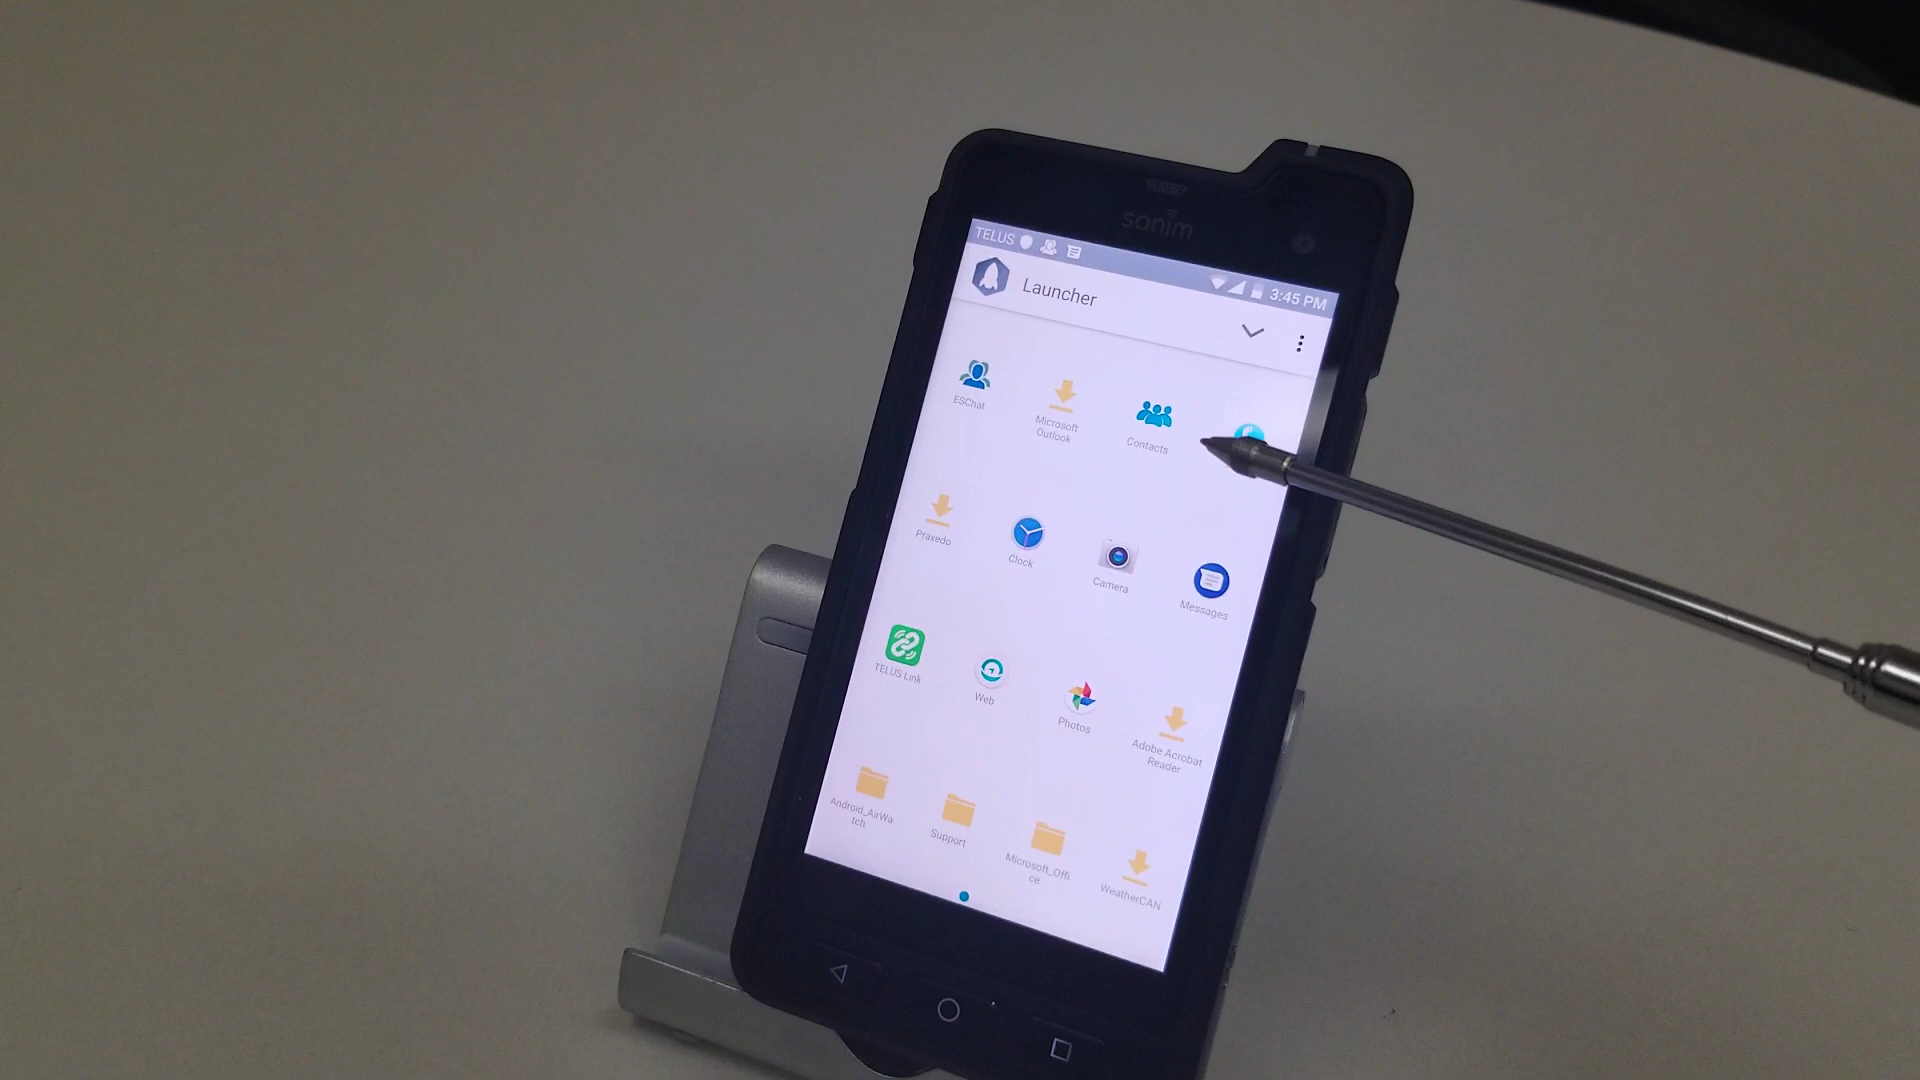 sonim
TELUS
3:45 PM
Launcher
ESChat
Microsoft
Outlook
Contacts
Praxedo
Clock
Camera
Messages
TELUS Link
Web
Photos
Adobe Acrobat
Reader
Android_AirWa
tch
Support
Microsoft_Offi
ce
WeatherCAN